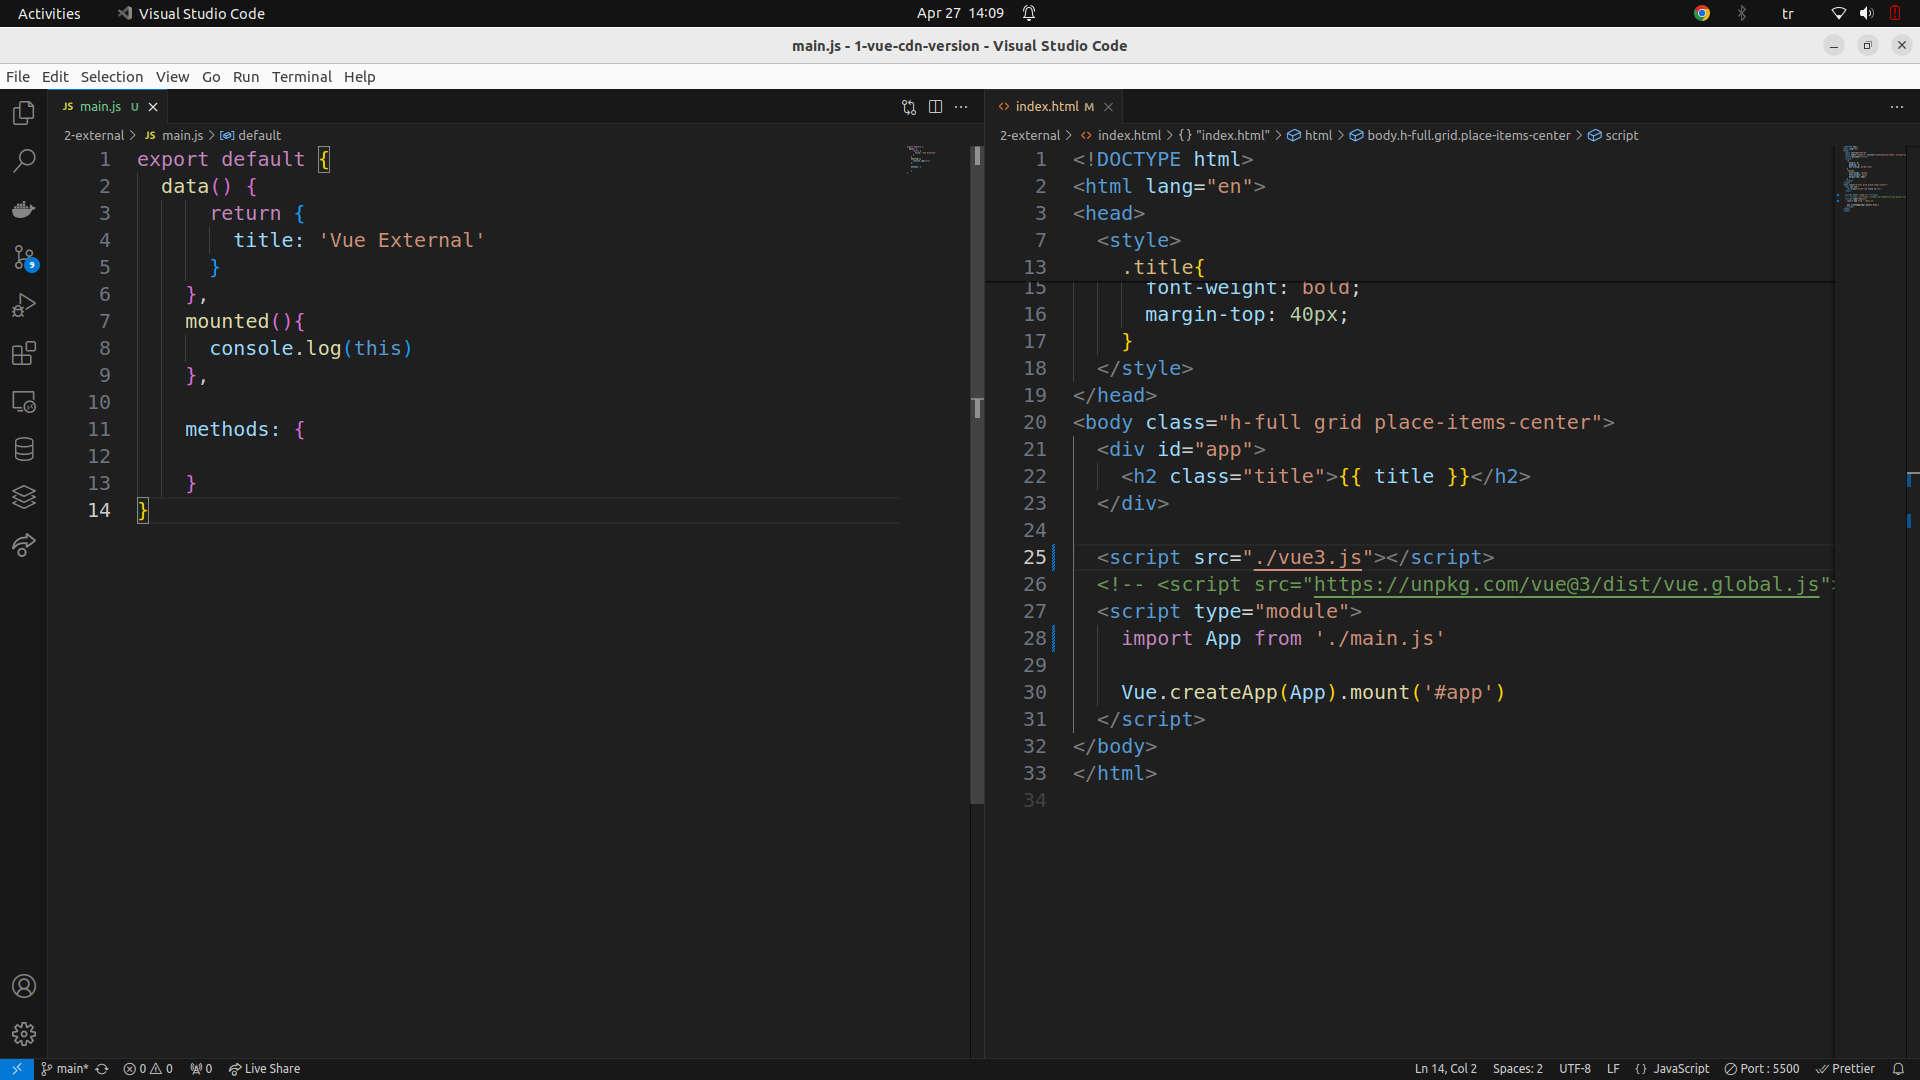 Activities
Visual Studio Code
Apr 27 14:09
tr
main.js - 1-vue-cdn-version - Visual Studio Code
File Edit Selection View Go Run Terminal Help
JS main.js U
2-external > JS main.js > default
1 export default {
2 data() {
3 return {
4 title: 'Vue External'
5 }
6 },
7 mounted(){
8 console.log(this)
9 },
10
11 methods: {
12
13 }
14 }
9
index.html M
2-external > index.html > {} "index.html" > html > body.h-full.grid.place-items-center > script
1 <!DOCTYPE html>
2 <html lang="en">
3 <head>
7 <style>
13 .title{
15 font-weight: bold;
16 margin-top: 40px;
17 }
18 </style>
19 </head>
20 <body class="h-full grid place-items-center">
21 <div id="app">
22 <h2 class="title">{{ title }}</h2>
23 </div>
24
25 <script src="./vue3.js"></script>
26 <!-- <script src="https://unpkg.com/vue@3/dist/vue.global.js">
27 <script type="module">
28 import App from './main.js'
29
30 Vue.createApp(App).mount('#app')
31 </script>
32 </body>
33 </html>
34
main* 0 0 0 Live Share
Ln 14, Col 2 Spaces: 2 UTF-8 LF {} JavaScript Port : 5500 Prettier